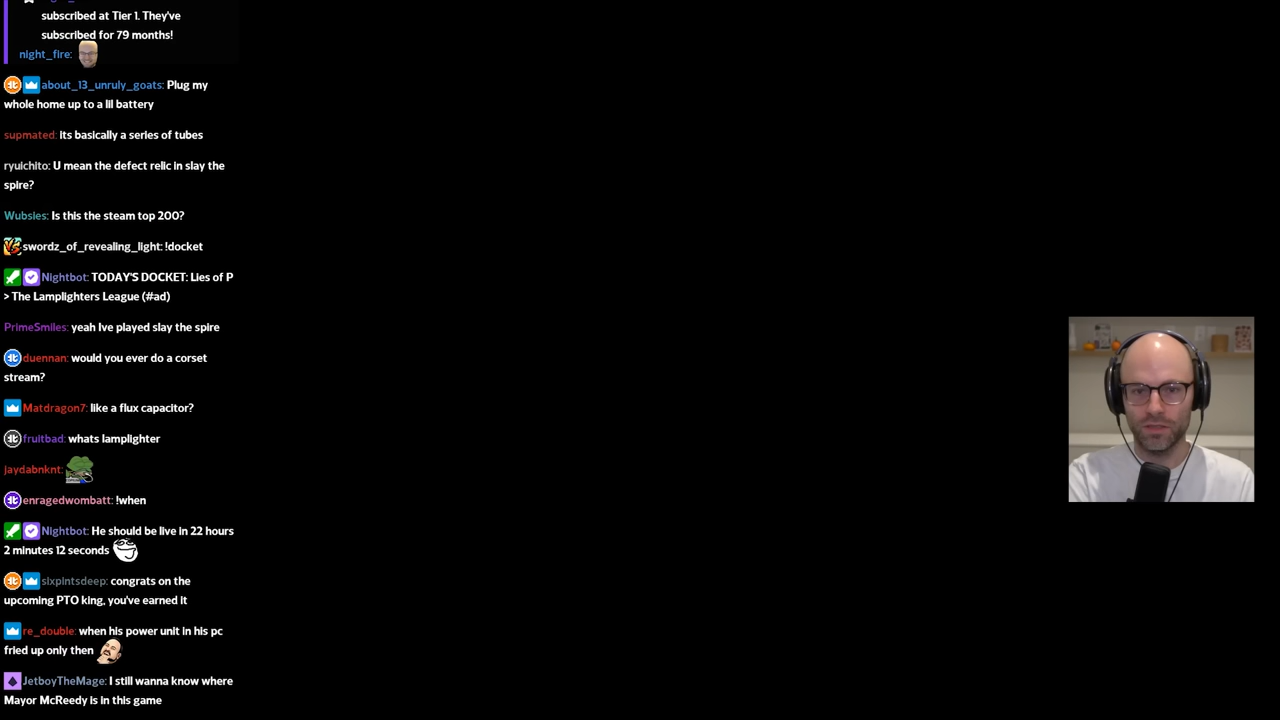 subscribed at Tier 1. They've
subscribed for 79 months!
night_fire:
about_13_unruly_goats: Plug my
whole home up to a lil battery
supmated: Its basically a series of tubes
ryuichito: U mean the defect relic in slay the
spire?
Wubsies: Is this the steam top 200?
swordz_of_revealing_light: !docket
Nightbot: TODAY'S DOCKET: Lies of P
> The Lamplighters League (#ad)
PrimeSmiles: yeah Ive played slay the spire
duennan: would you ever do a corset
stream?
Matdragon7: like a flux capacitor?
fruitbad: whats lamplighter
jaydabnknt:
enragedwombatt: !when
Nightbot: He should be live in 22 hours
2 minutes 12 seconds
sixpintsdeep: congrats on the
upcoming PTO king, you've earned it
re_double: when his power unit in his pc
fried up only then
JetboyTheMage: I still wanna know where
Mayor McReedy is in this game